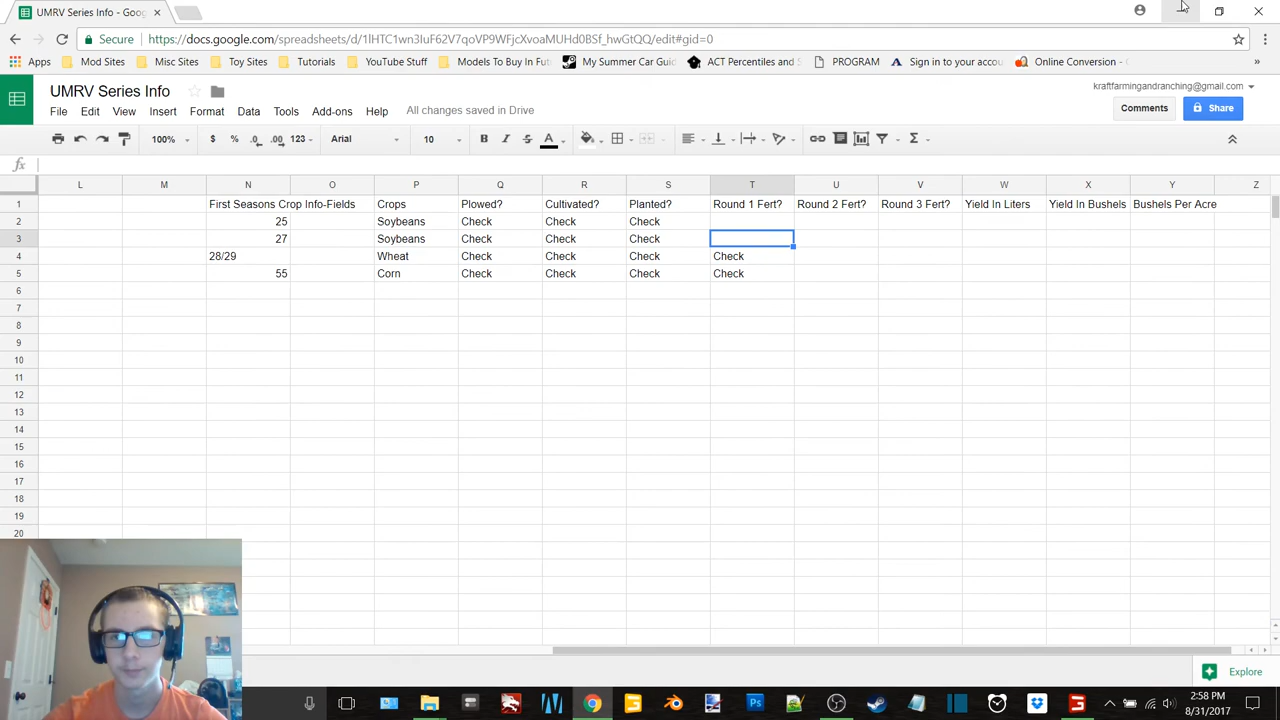 UMRV Series Info - Goog
Secure https://docs.google.com/spreadsheets/d/1lHTC1wn3IuF62V7qoVP9WFjcXvoaMUHd0BSf_hwGtQQ/edit#gid=0
Apps Mod Sites Misc Sites Toy Sites Tutorials YouTube Stuff Models To Buy In Fut My Summer Car Guid ACT Percentiles and S PROGRAM Sign in to your accou Online Conversion - C »
UMRV Series Info kraftfarmingandranching@gmail.com
File Edit View Insert Format Data Tools Add-ons Help All changes saved in Drive Comments Share
100% $ % .0 .00 123 Arial 10 B I S A Σ
fx
L M N O P Q R S T U V W X Y Z
1 First Seasons Crop Info-Fields Crops Plowed? Cultivated? Planted? Round 1 Fert? Round 2 Fert? Round 3 Fert? Yield In Liters Yield In Bushels Bushels Per Acre
2 25 Soybeans Check Check Check
3 27 Soybeans Check Check Check
4 28/29 Wheat Check Check Check Check
5 55 Corn Check Check Check Check
6
7
8
9
10
11
12
13
14
15
16
17
18
19
20
Explore
2:58 PM
8/31/2017